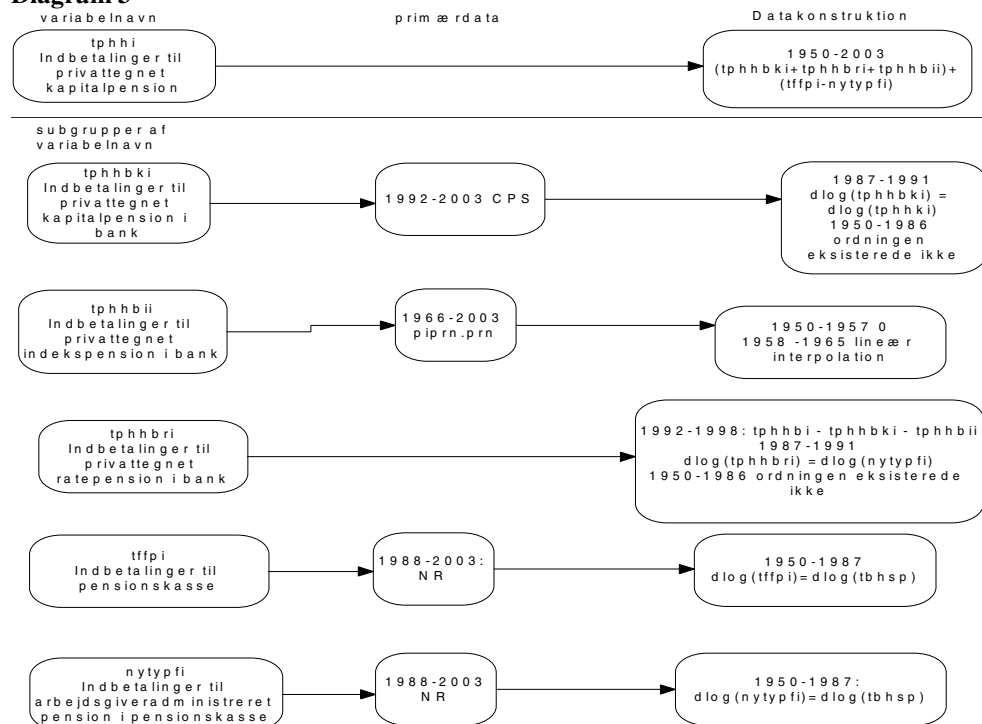 Diagram 3
variabelnavn
primærdata
Datakonstruktion
tphhi
Indbetalinger til
privattegnet
kapitalpension
1950-2003
(tphhbki+tphhbri+tphhbii)+
(tffpi-nytypfi)
subgrupper af
variabelnavn
tphhbki
Indbetalinger til
privattegnet
kapitalpension i
bank
1992-2003 CPS
1987-1991
dlog(tphhbki) =
dlog(tphhki)
1950-1986
ordningen
eksisterede ikke
tphhbii
Indbetalinger til
privattegnet
indekspension i bank
1966-2003
piprn.prn
1950-1957 0
1958 -1965 lineær
interpolation
tphhbri
Indbetalinger til
privattegnet
ratepension i bank
1992-1998: tphhbi - tphhbki - tphhbii
1987-1991
dlog(tphhbri) = dlog(nytypfi)
1950-1986 ordningen eksisterede
ikke
tffpi
Indbetalinger til
pensionskasse
1988-2003:
NR
1950-1987
dlog(tffpi)= dlog(tbhsp)
nytypfi
Indbetalinger til
arbejdsgiveradministreret
pension i pensionskasse
1988-2003
NR
1950-1987:
dlog(nytypfi)=dlog(tbhsp)